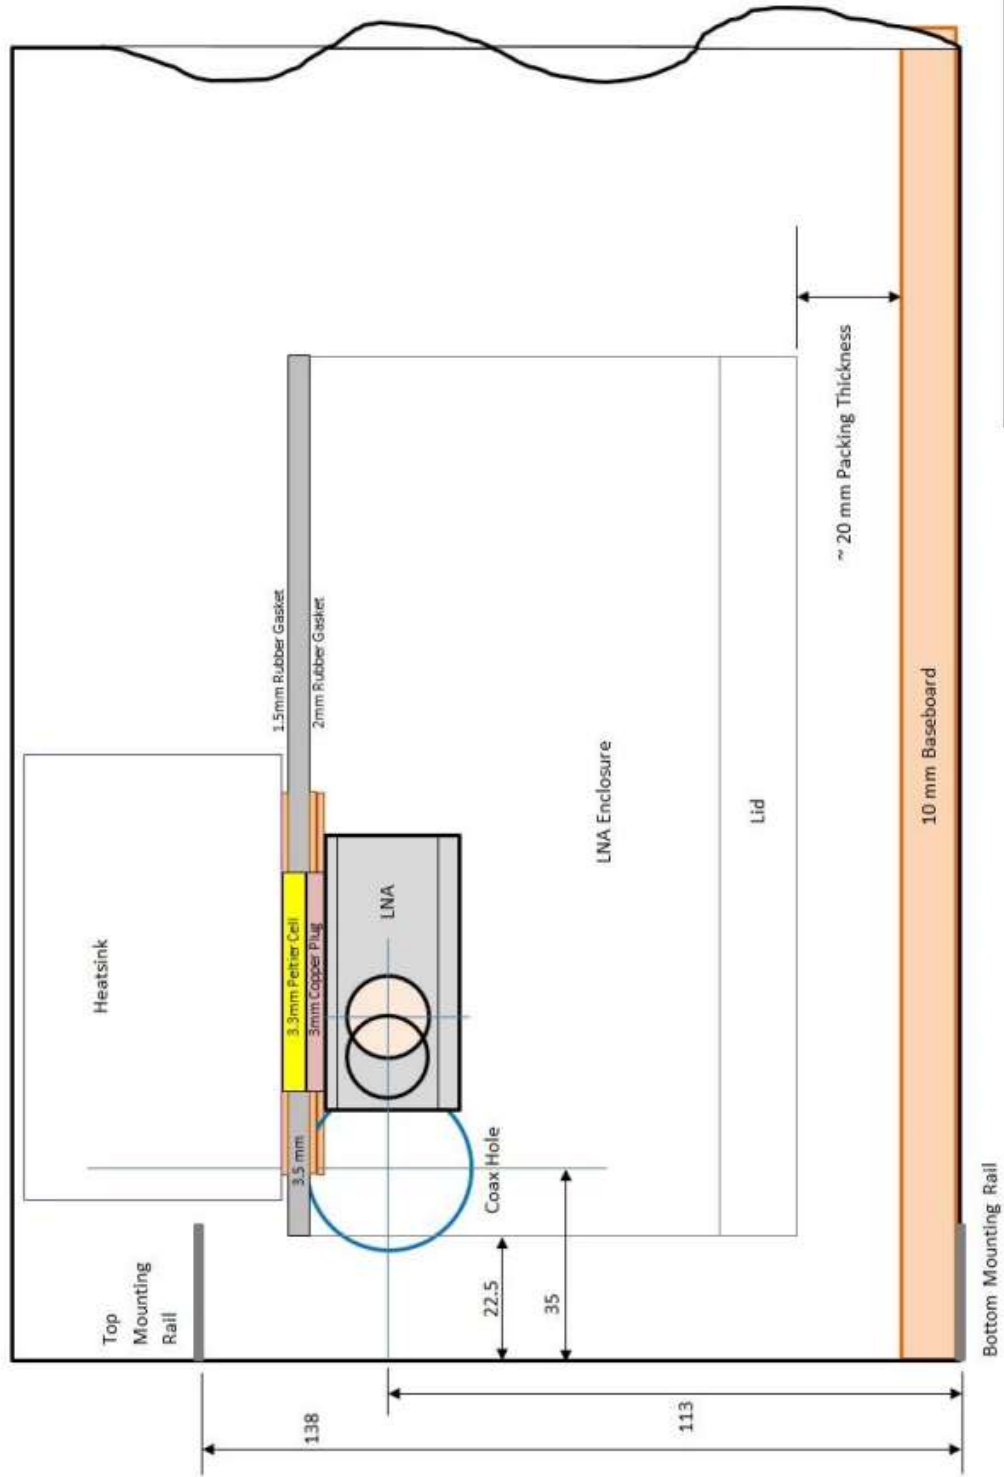 Heatsink
Top
Mounting
Rail
1.5mm Rubber Gasket
2mm Rubber Gasket
3.3mm Peltier Cell
3mm Copper Plug
3.5 mm
LNA
Coax Hole
22.5
35
138
113
LNA Enclosure
Lid
~ 20 mm Packing Thickness
10 mm Baseboard
Bottom Mounting Rail